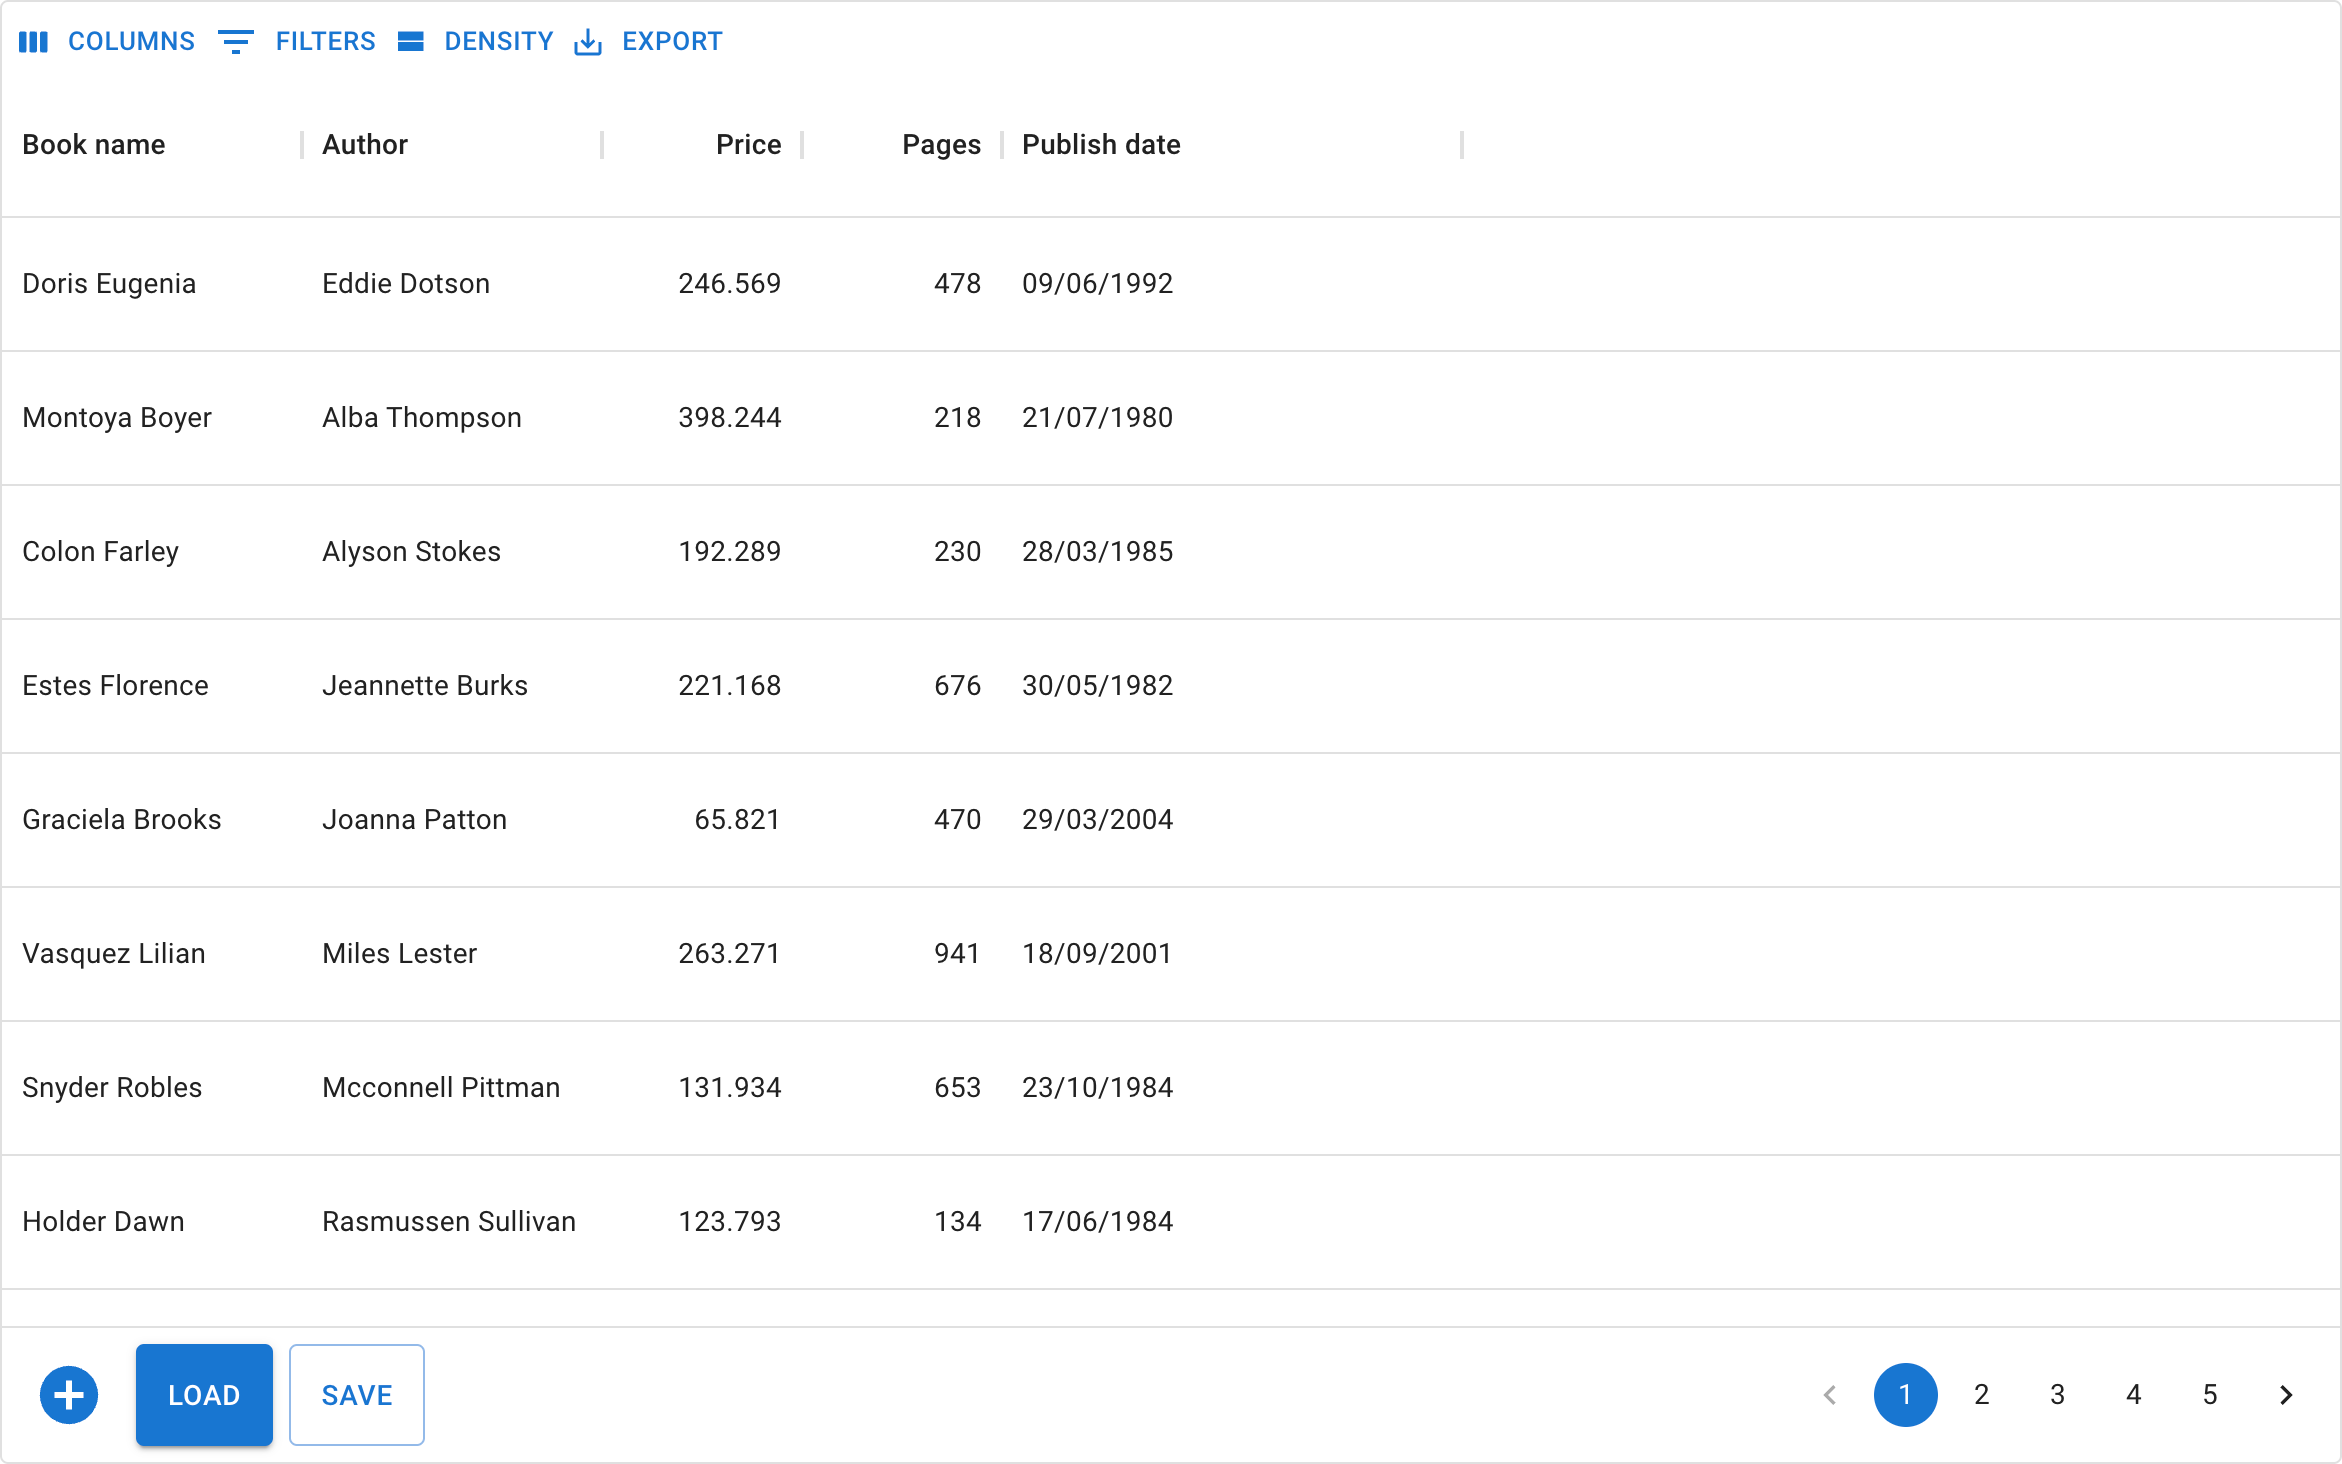 COLUMNS FILTERS DENSITY EXPORT
Book name Author Price Pages Publish date
Doris Eugenia Eddie Dotson 246.569 478 09/06/1992
Montoya Boyer Alba Thompson 398.244 218 21/07/1980
Colon Farley Alyson Stokes 192.289 230 28/03/1985
Estes Florence Jeannette Burks 221.168 676 30/05/1982
Graciela Brooks Joanna Patton 65.821 470 29/03/2004
Vasquez Lilian Miles Lester 263.271 941 18/09/2001
Snyder Robles Mcconnell Pittman 131.934 653 23/10/1984
Holder Dawn Rasmussen Sullivan 123.793 134 17/06/1984
LOAD SAVE 1 2 3 4 5